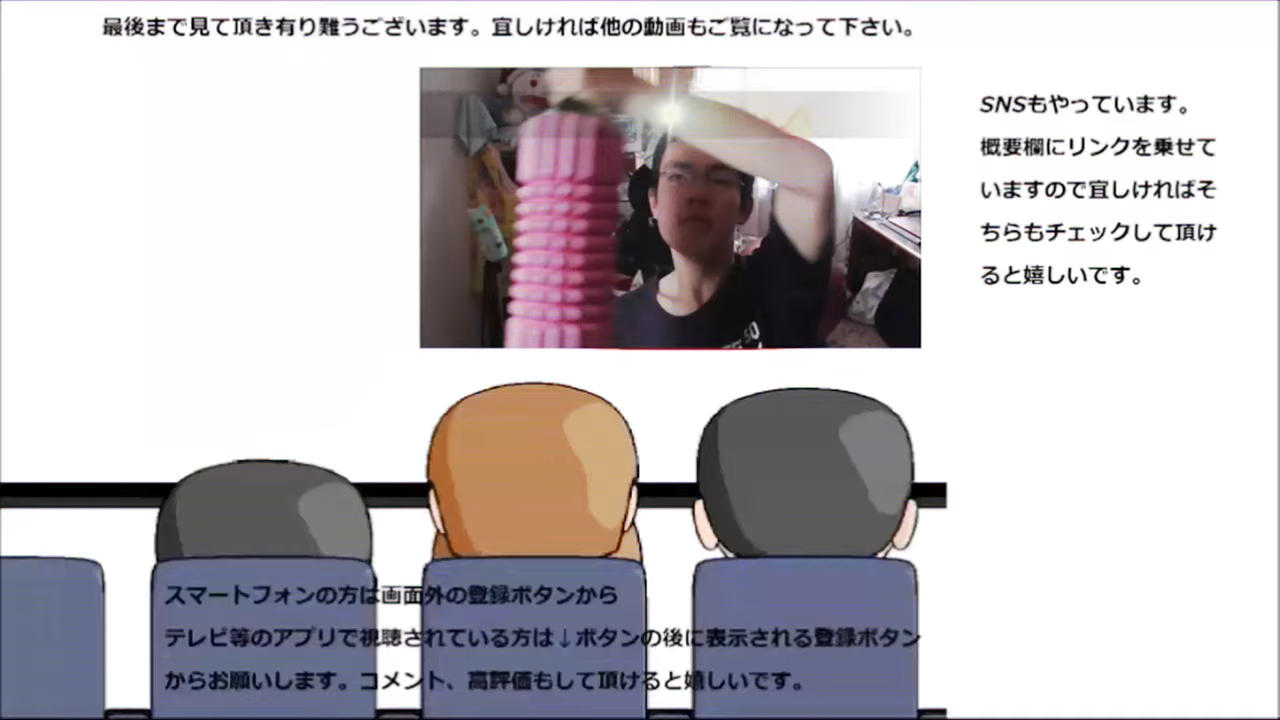 最後まで見て頂き有り難うございます。宜しければ他の動画もご覧になって下さい。
SNSもやっています。
概要欄にリンクを乗せて
いますので宜しければそ
ちらもチェックして頂け
ると嬉しいです。
スマートフォンの方は画面外の登録ボタンから
テレビ等のアプリで視聴されている方は↓ボタンの後に表示される登録ボタン
からお願いします。コメント、高評価もして頂けると嬉しいです。